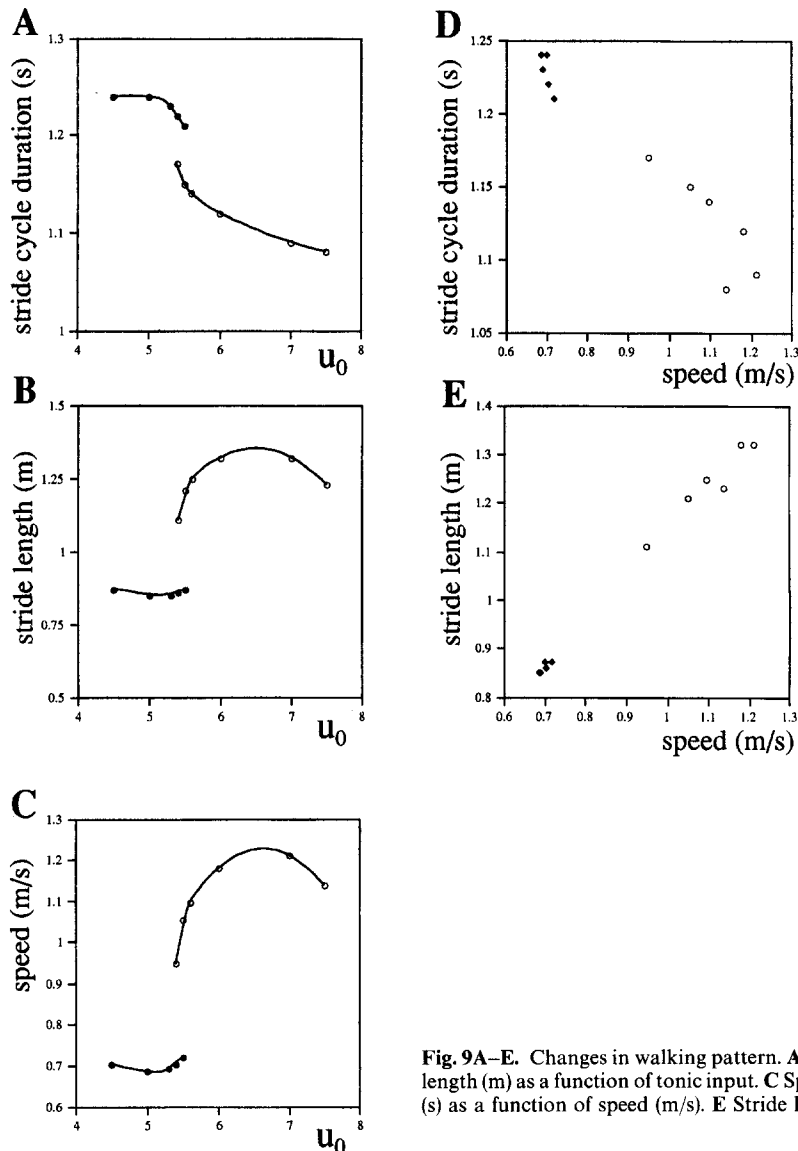 A
stride cycle duration (s)
1.3
1.2
1.1
1
4 5 6 7 8
u0
B
stride length (m)
1.5
1.25
1
0.75
0.5
4 5 6 7 8
u0
C
speed (m/s)
1.3
1.2
1.1
1
0.9
0.8
0.7
0.6
4 5 6 7 8
u0
D
stride cycle duration (s)
1.25
1.2
1.15
1.1
1.05
0.6 0.7 0.8 0.9 1 1.1 1.2 1.3
speed (m/s)
E
stride length (m)
1.4
1.3
1.2
1.1
1
0.9
0.8
0.6 0.7 0.8 0.9 1 1.1 1.2 1.3
speed (m/s)
Fig. 9A–E. Changes in walking pattern. A
length (m) as a function of tonic input. C Sp
(s) as a function of speed (m/s). E Stride l